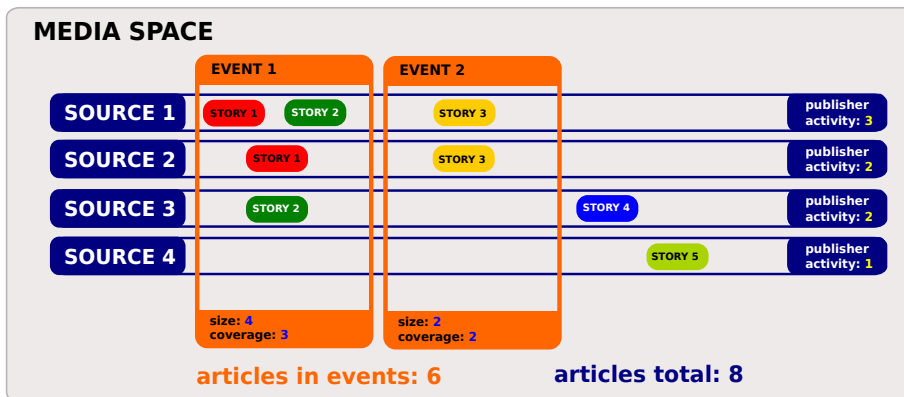 MEDIA SPACE
EVENT 1
EVENT 2
SOURCE 1
STORY 1
STORY 2
STORY 3
publisher
activity: 3
SOURCE 2
STORY 1
STORY 3
publisher
activity: 2
SOURCE 3
STORY 2
STORY 4
publisher
activity: 2
SOURCE 4
STORY 5
publisher
activity: 1
size: 4
coverage: 3
size: 2
coverage: 2
articles in events: 6
articles total: 8